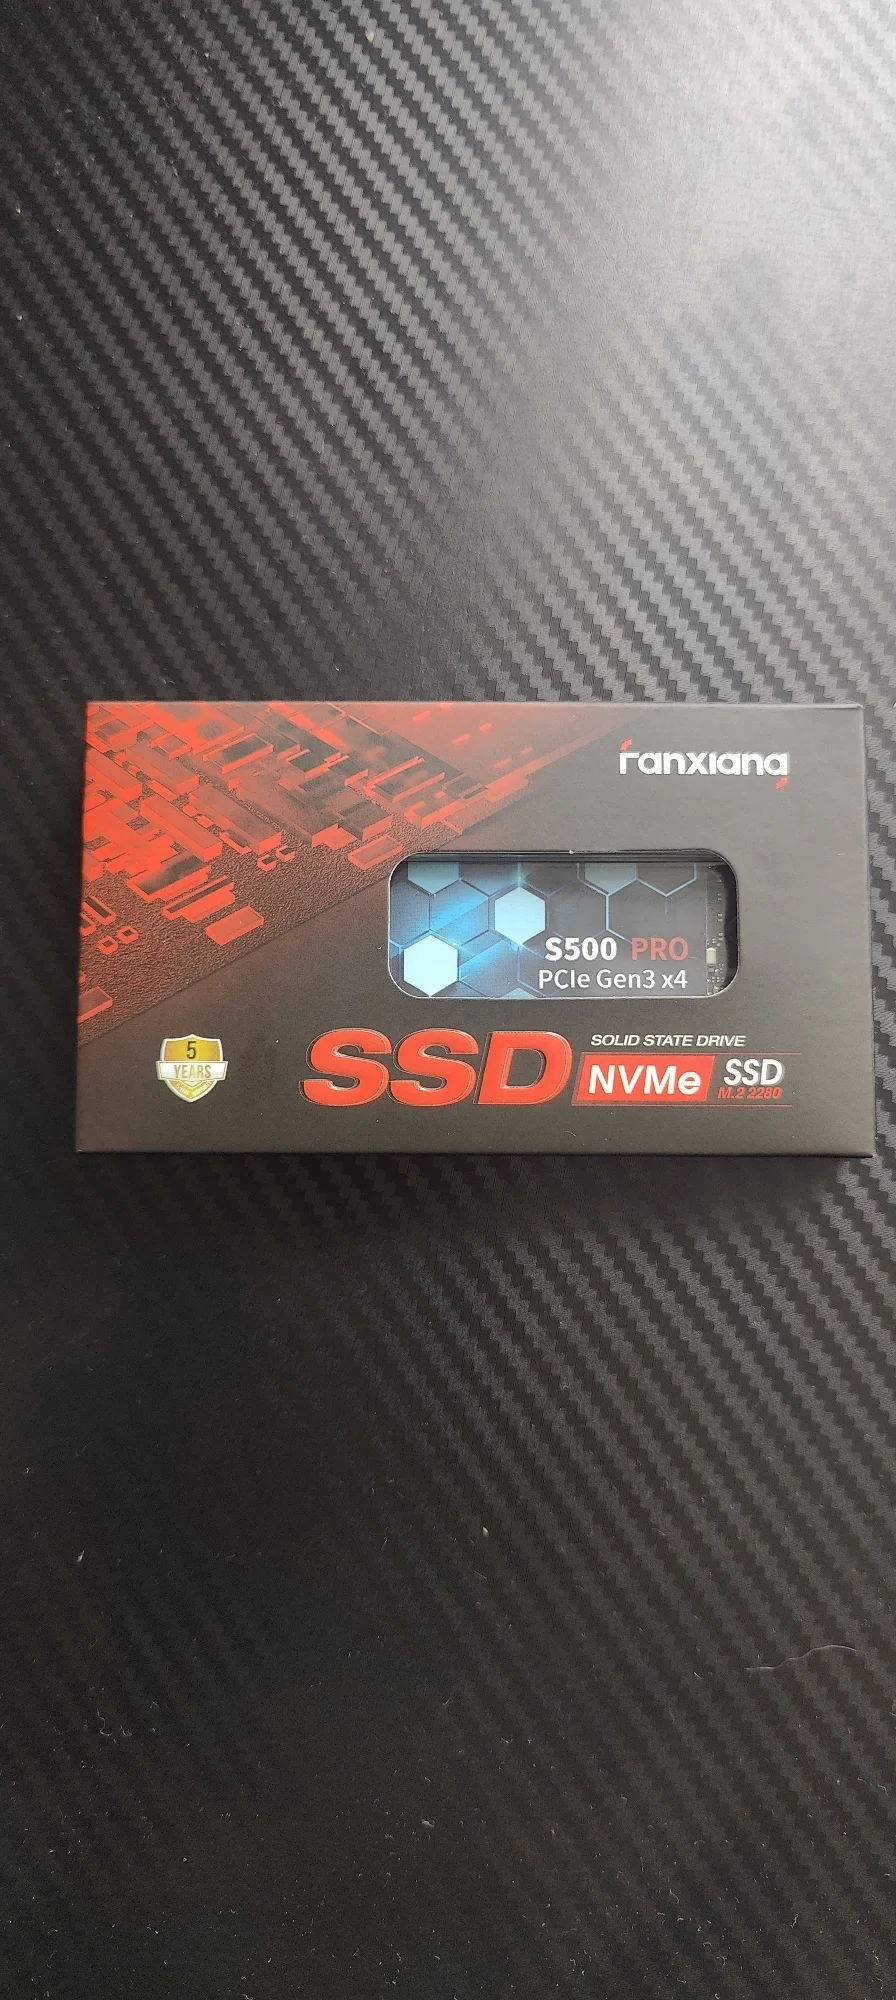 fanxiang
S500 PRO
PCIe Gen3 x4
5
YEARS
SSD
SOLID STATE DRIVE
NVMe
SSD
M.2 2280